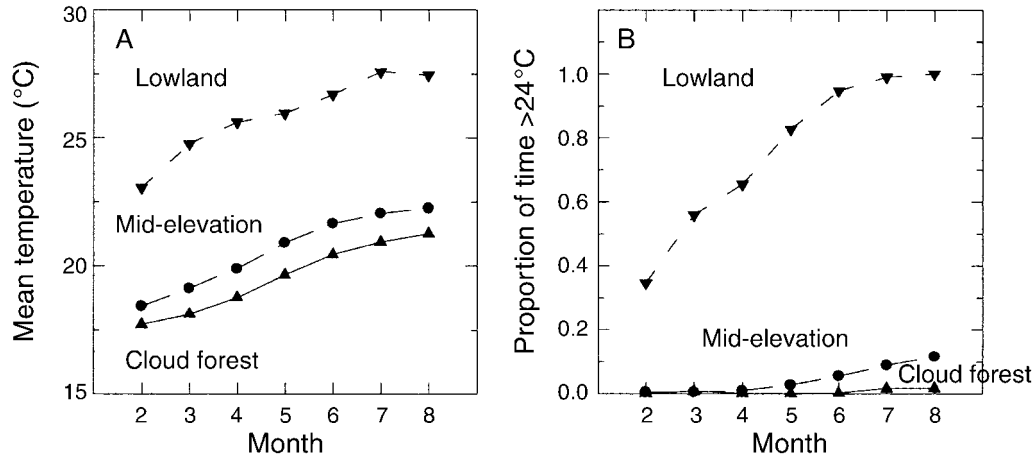 A
Mean temperature (°C)
30
25
20
15
Lowland
Mid-elevation
Cloud forest
2 3 4 5 6 7 8
Month
B
Proportion of time >24°C
1.0
0.8
0.6
0.4
0.2
0.0
Lowland
Mid-elevation
Cloud forest
2 3 4 5 6 7 8
Month